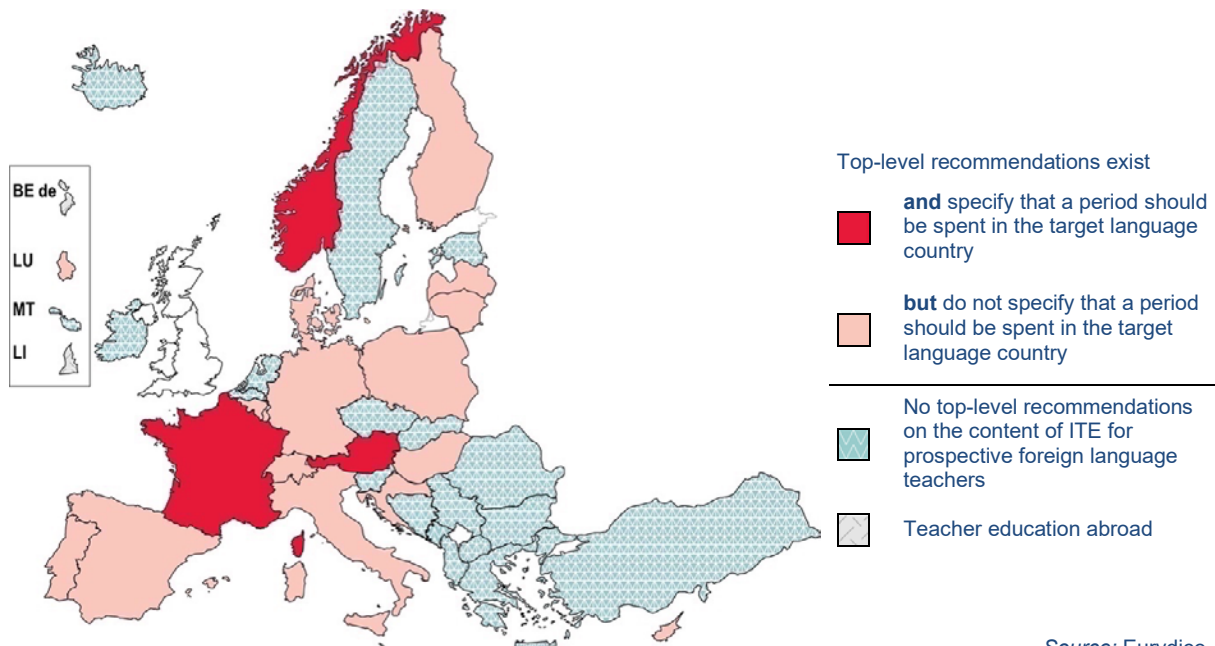 BE de
LU
MT
LI
Top-level recommendations exist
and specify that a period should
be spent in the target language
country
but do not specify that a period
should be spent in the target
language country
No top-level recommendations
on the content of ITE for
prospective foreign language
teachers
Teacher education abroad
Source: Eurydice